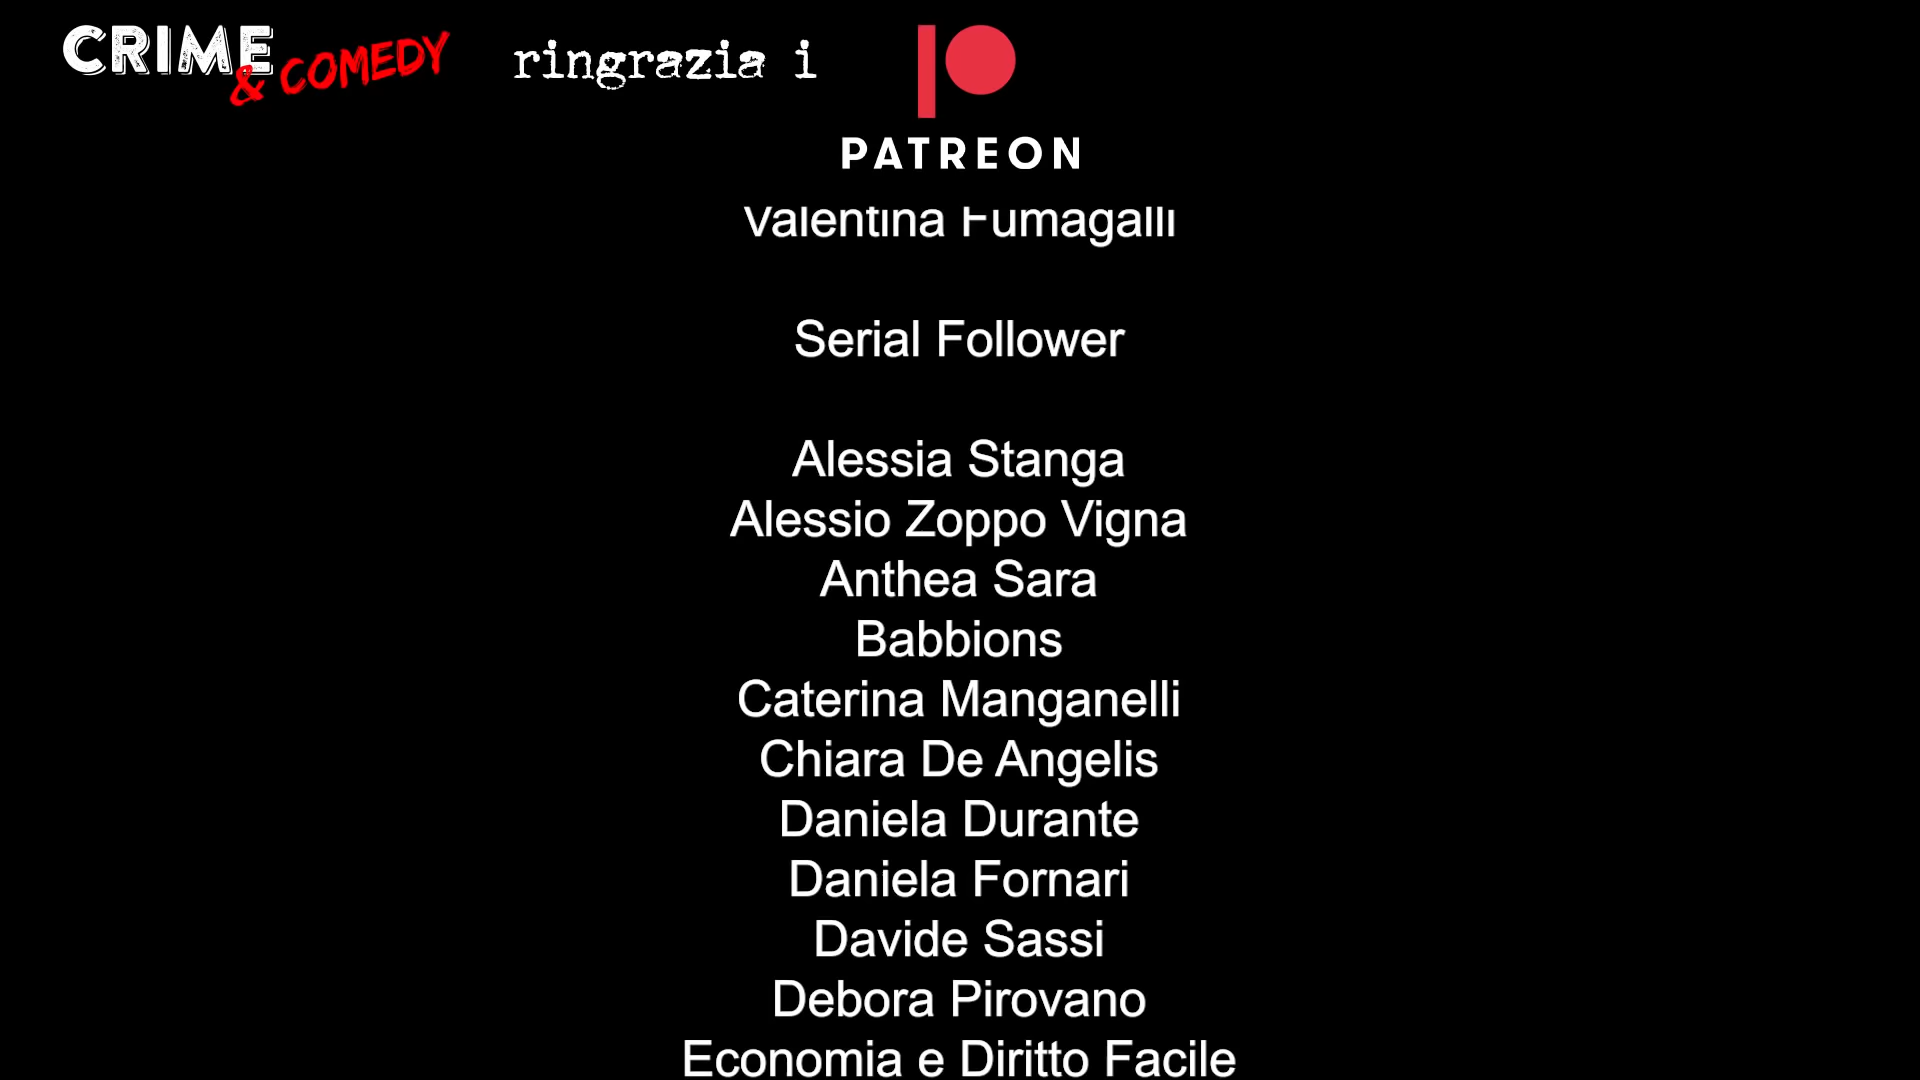 CRIME
& COMEDY
ringrazia i
PATREON
Valentina Fumagalli
Serial Follower
Alessia Stanga
Alessio Zoppo Vigna
Anthea Sara
Babbions
Caterina Manganelli
Chiara De Angelis
Daniela Durante
Daniela Fornari
Davide Sassi
Debora Pirovano
Economia e Diritto Facile